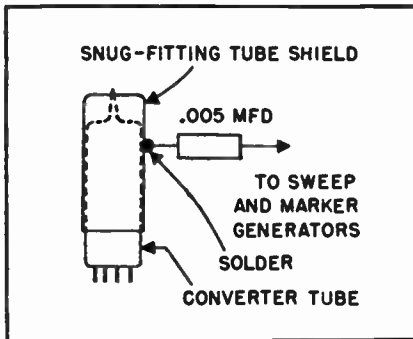 SNUG-FITTING TUBE SHIELD
.005 MFD
TO SWEEP
AND MARKER
GENERATORS
SOLDER
CONVERTER TUBE